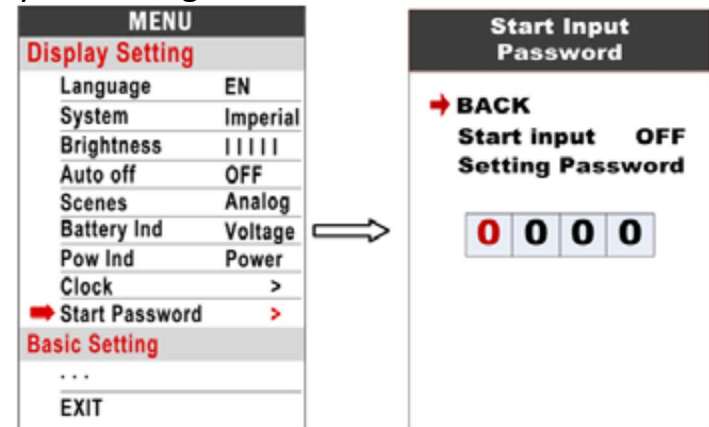 MENU
Display Setting
Language EN
System Imperial
Brightness | | | | |
Auto off OFF
Scenes Analog
Battery Ind Voltage
Pow Ind Power
Clock >
Start Password >
Basic Setting
. . .
EXIT
Start Input
Password
BACK
Start input OFF
Setting Password
0 0 0 0